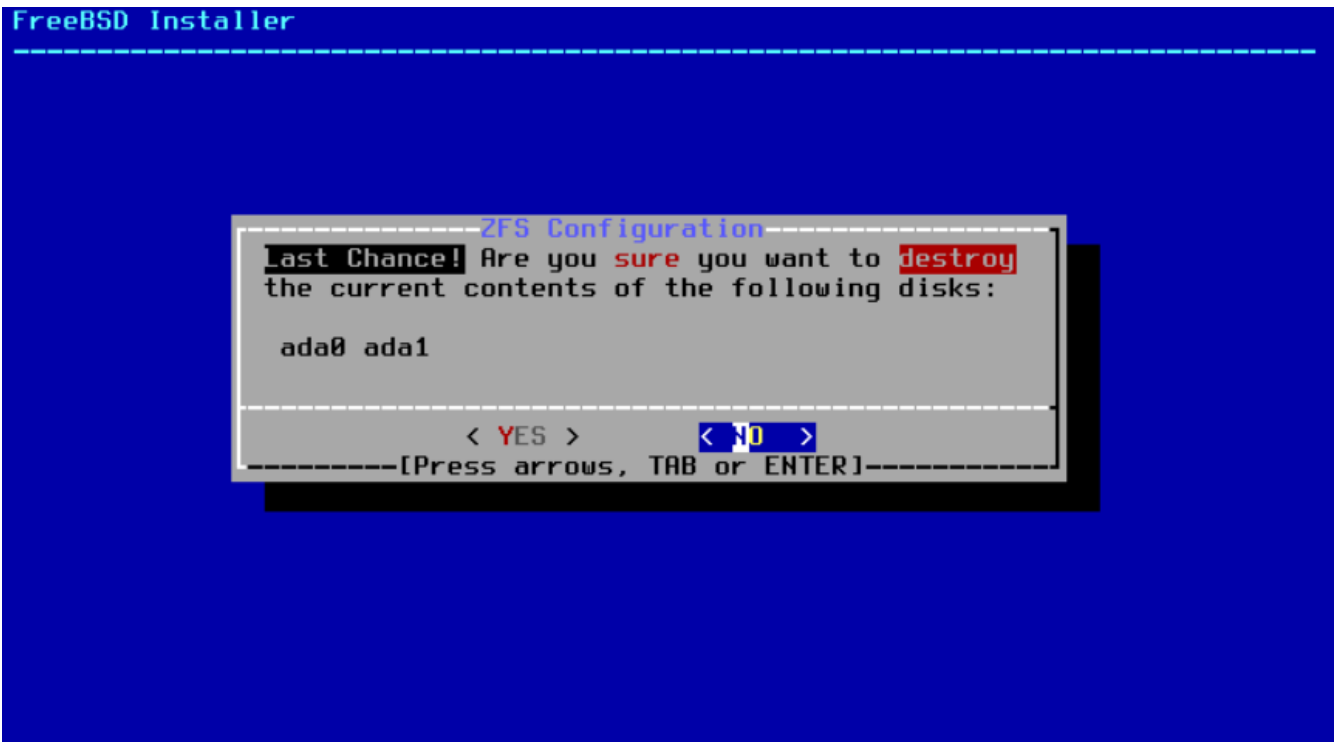 FreeBSD Installer
ZFS Configuration
Last Chance! Are you sure you want to destroy
the current contents of the following disks:
ada0 ada1
< YES > < NO >
[Press arrows, TAB or ENTER]